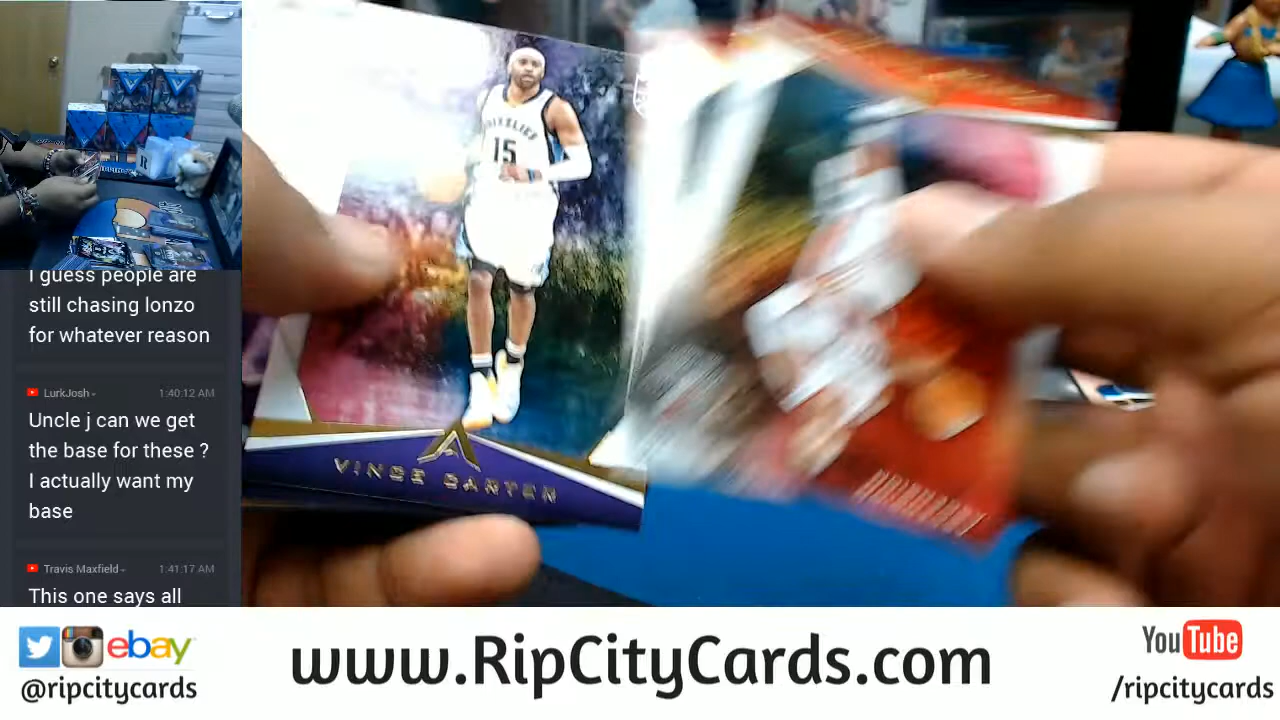 I guess people are
still chasing lonzo
for whatever reason
LurkJosh
1:40:12 AM
Uncle j can we get
the base for these ?
I actually want my
base
Travis Maxfield
1:41:17 AM
This one says all
GRIZZLIES
15
VINCE CARTER
ebay
@ripcitycards
www.RipCityCards.com
YouTube
/ripcitycards